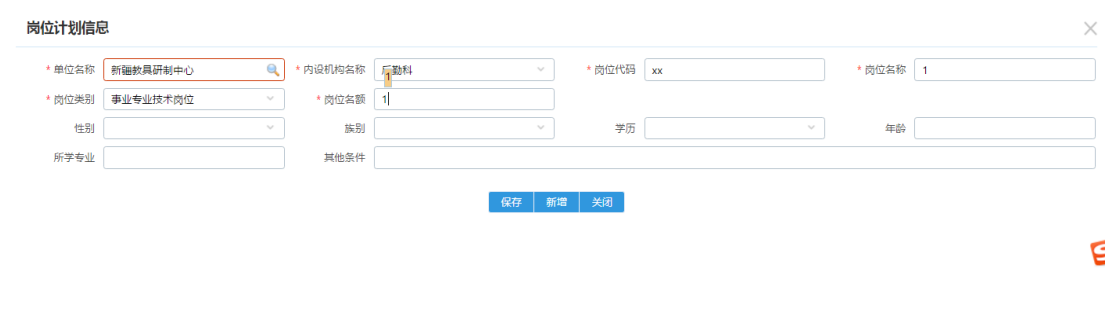 岗位计划信息
* 单位名称 新疆教具研制中心 * 内设机构名称 后勤科 * 岗位代码 xx * 岗位名称 1
1
* 岗位类别 事业专业技术岗位 * 岗位名额 1
性别 族别 学历 年龄
所学专业 其他条件
保存 新增 关闭